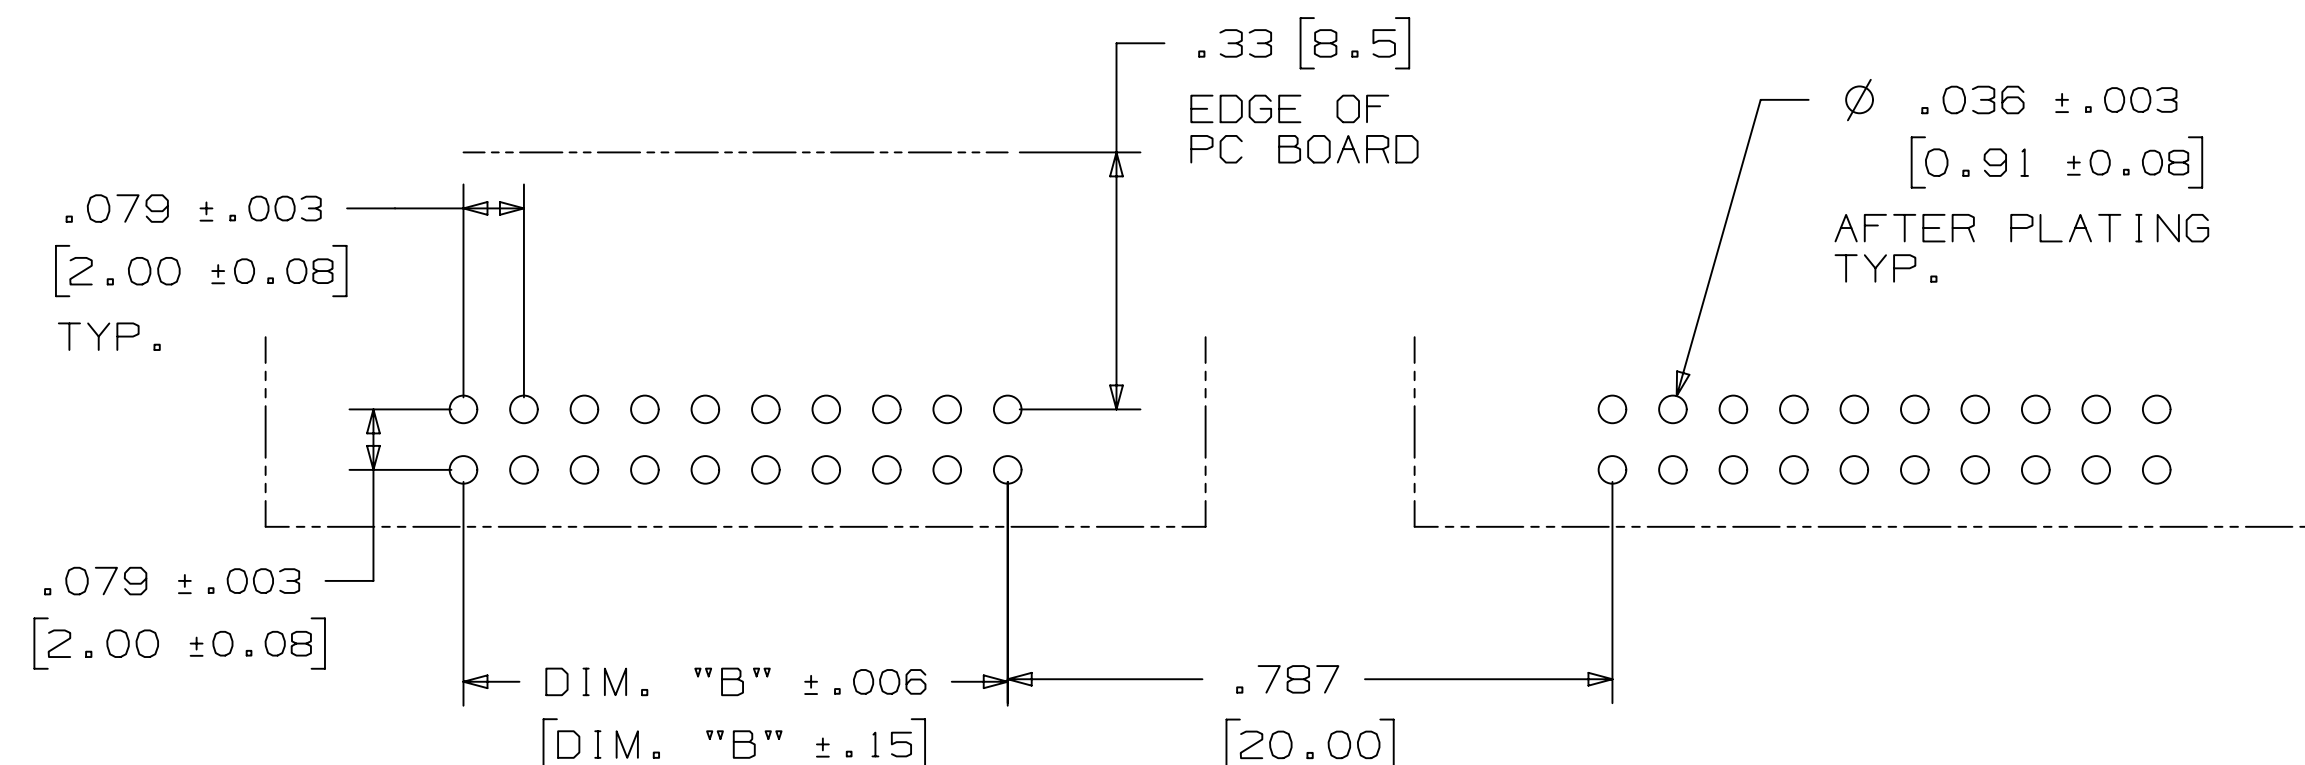 .33 [8.5]
EDGE OF
PC BOARD
Ø .036 ±.003
[0.91 ±0.08]
AFTER PLATING
TYP.
.079 ±.003
[2.00 ±0.08]
TYP.
.079 ±.003
[2.00 ±0.08]
DIM. "B" ±.006
[DIM. "B" ±.15]
.787
[20.00]